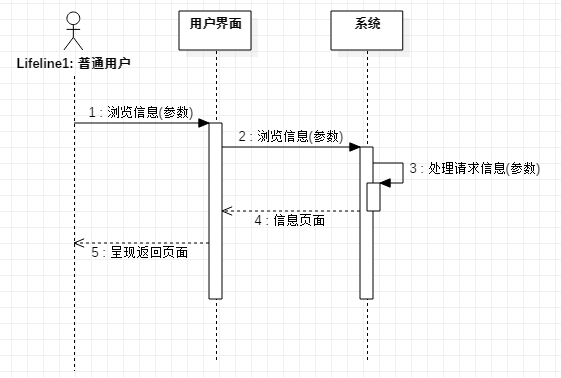 用户界面
系统
Lifeline1: 普通用户
1 : 浏览信息(参数)
2 : 浏览信息(参数)
3 : 处理请求信息(参数)
4 : 信息页面
5 : 呈现返回页面